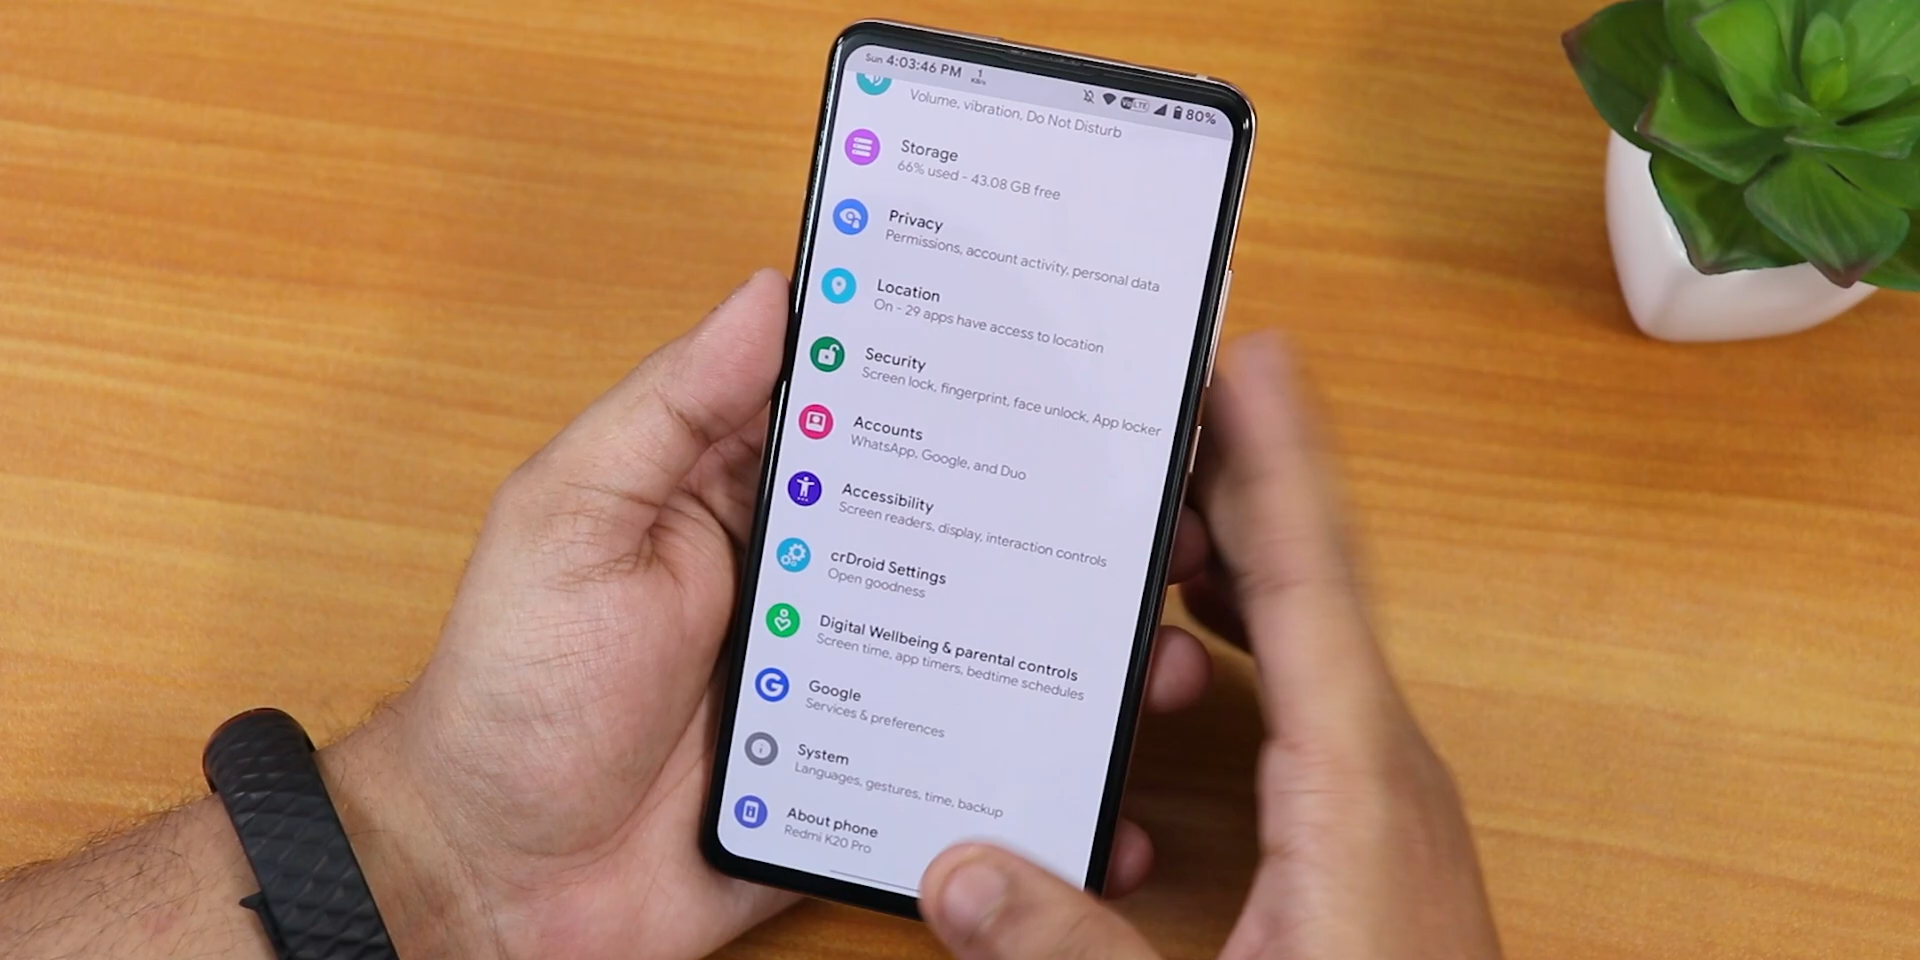 Sun 4:03:46 PM 1 KB/s VoLTE 80%
Volume, vibration, Do Not Disturb
Storage
66% used - 43.08 GB free
Privacy
Permissions, account activity, personal data
Location
On - 29 apps have access to location
Security
Screen lock, fingerprint, face unlock, App locker
Accounts
WhatsApp, Google, and Duo
Accessibility
Screen readers, display, interaction controls
crDroid Settings
Open goodness
Digital Wellbeing & parental controls
Screen time, app timers, bedtime schedules
G
Google
Services & preferences
System
Languages, gestures, time, backup
About phone
Redmi K20 Pro